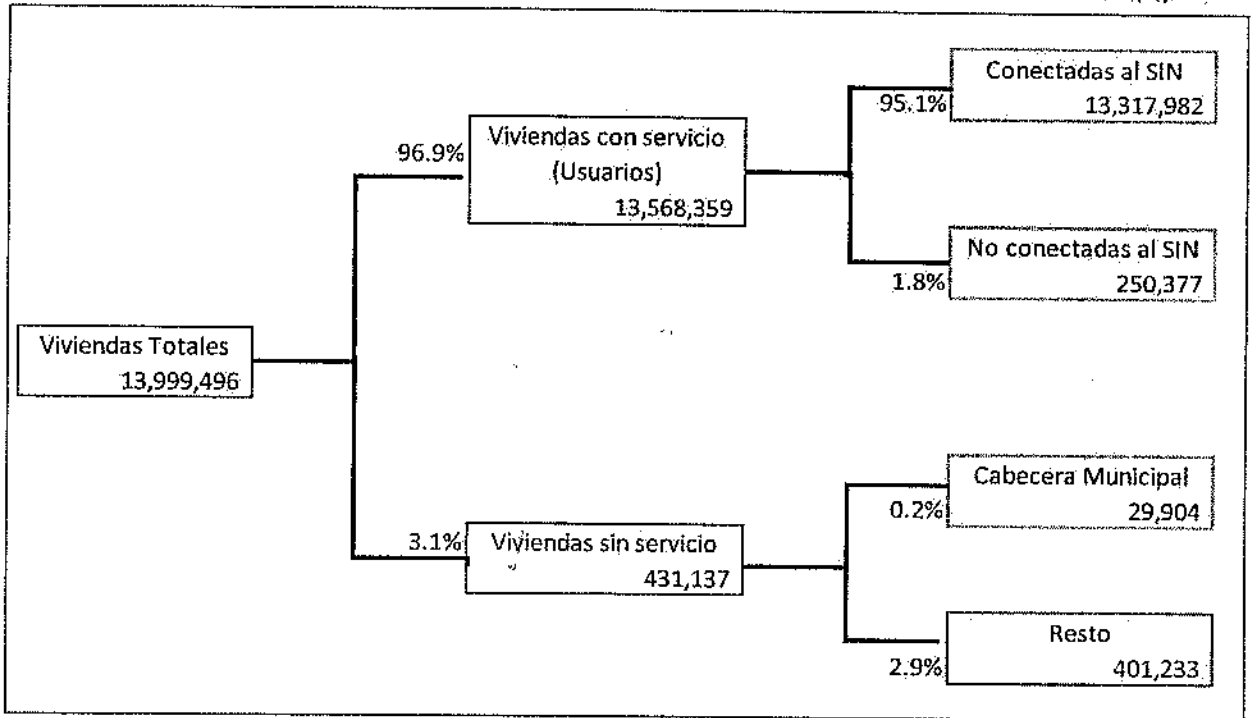 Conectadas al SIN
95.1%
13,317,982
Viviendas con servicio
96.9%
(Usuarios)
13,568,359
No conectadas al SIN
1.8%
250,377
Viviendas Totales
13,999,496
Cabecera Municipal
0.2%
29,904
3.1%
Viviendas sin servicio
431,137
Resto
2.9%
401,233